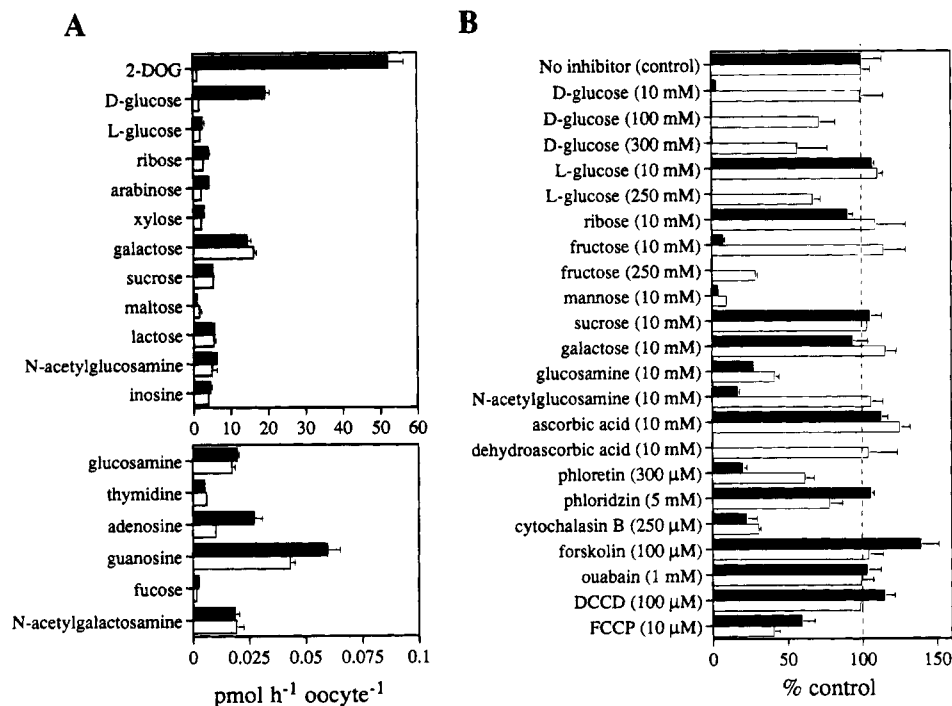 A
2-DOG
D-glucose
L-glucose
ribose
arabinose
xylose
galactose
sucrose
maltose
lactose
N-acetylglucosamine
inosine
0 10 20 30 40 50 60
glucosamine
thymidine
adenosine
guanosine
fucose
N-acetylgalactosamine
0 0.025 0.05 0.075 0.1
pmol h⁻¹ oocyte⁻¹
B
No inhibitor (control)
D-glucose (10 mM)
D-glucose (100 mM)
D-glucose (300 mM)
L-glucose (10 mM)
L-glucose (250 mM)
ribose (10 mM)
fructose (10 mM)
fructose (250 mM)
mannose (10 mM)
sucrose (10 mM)
galactose (10 mM)
glucosamine (10 mM)
N-acetylglucosamine (10 mM)
ascorbic acid (10 mM)
dehydroascorbic acid (10 mM)
phloretin (300 µM)
phloridzin (5 mM)
cytochalasin B (250 µM)
forskolin (100 µM)
ouabain (1 mM)
DCCD (100 µM)
FCCP (10 µM)
0 50 100 150
% control